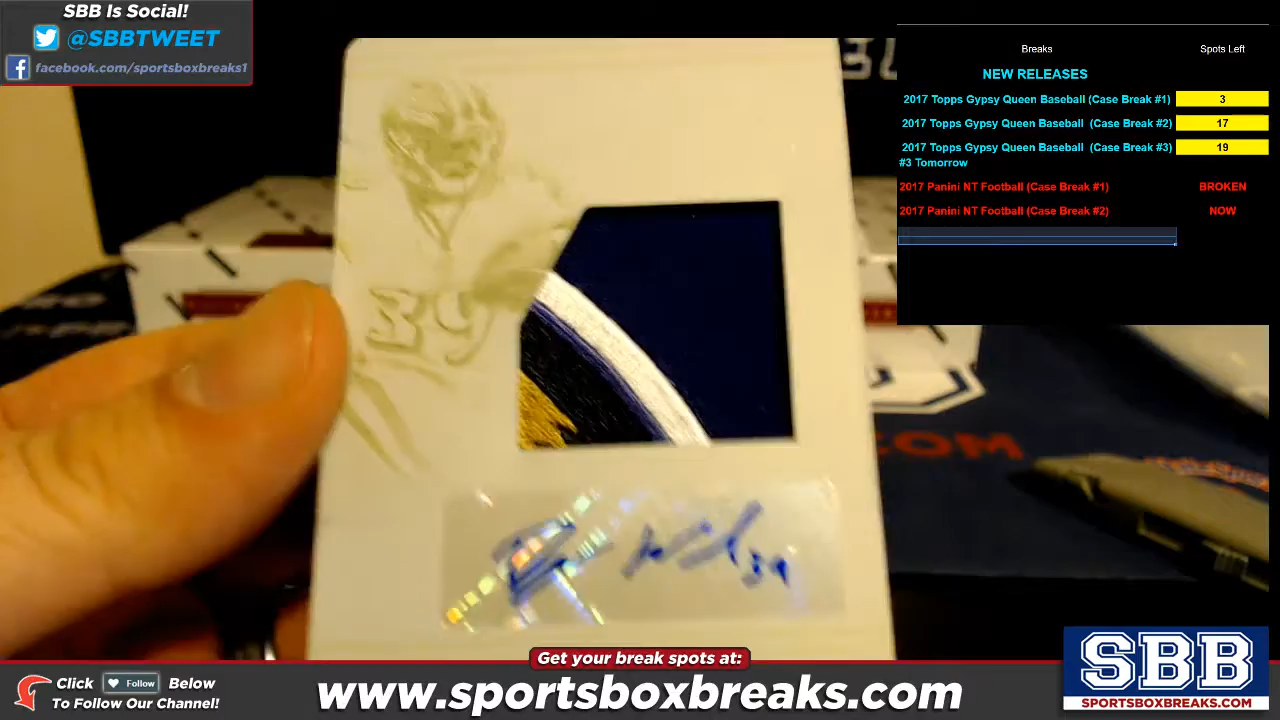 SBB Is Social!
@SBBTWEET
facebook.com/sportsboxbreaks1
Breaks Spots Left
NEW RELEASES
2017 Topps Gypsy Queen Baseball (Case Break #1) 3
2017 Topps Gypsy Queen Baseball (Case Break #2) 17
2017 Topps Gypsy Queen Baseball (Case Break #3) 19
#3 Tomorrow
2017 Panini NT Football (Case Break #1) BROKEN
2017 Panini NT Football (Case Break #2) NOW
39
.COM
Get your break spots at:
Click Follow Below
To Follow Our Channel!
www.sportsboxbreaks.com
SBB
SPORTSBOXBREAKS.COM